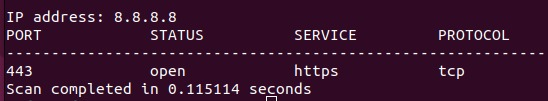 IP address: 8.8.8.8
PORT STATUS SERVICE PROTOCOL
----------------------------------------------------------------
443 open https tcp
Scan completed in 0.115114 seconds